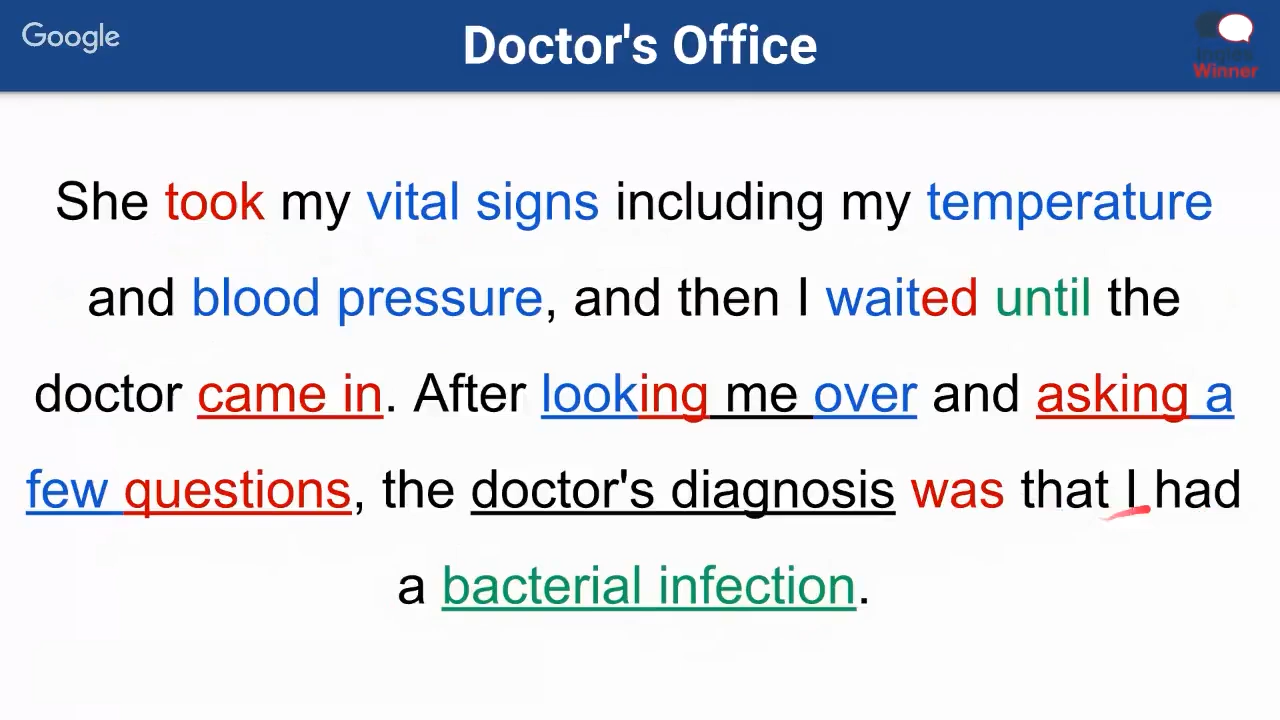 Google
Doctor's Office
Inglés
Winner
She took my vital signs including my temperature
and blood pressure, and then I waited until the
doctor came in. After looking me over and asking a
few questions, the doctor's diagnosis was that I had
a bacterial infection.